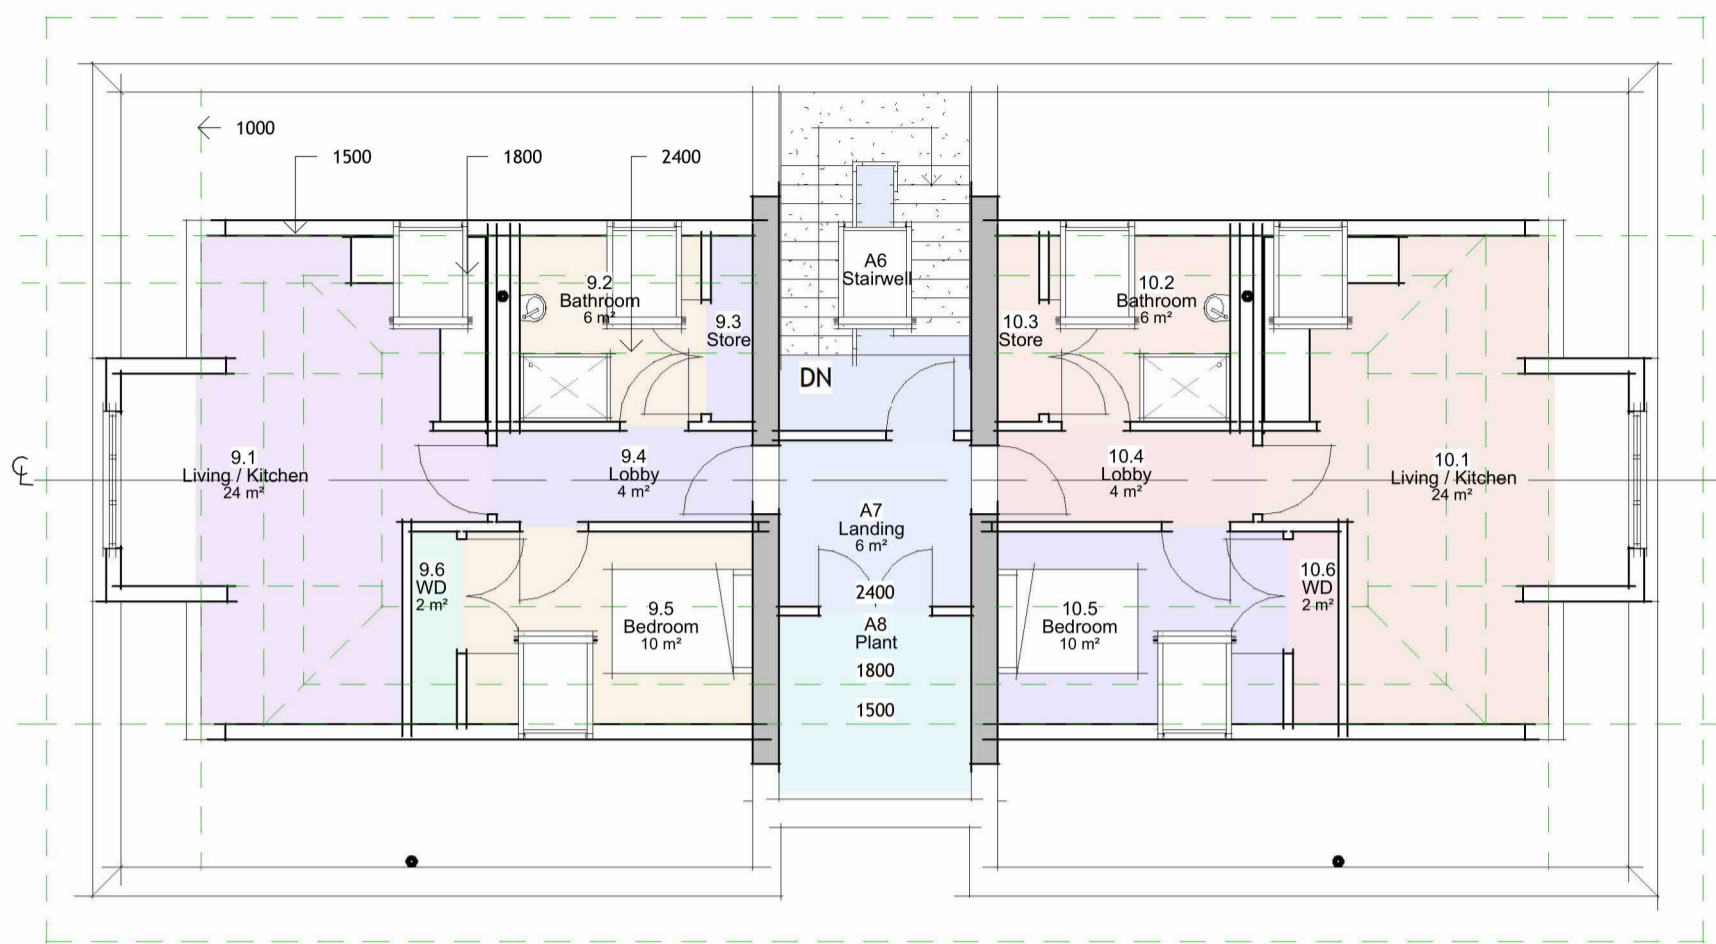 1000
1500
1800
2400
A6
Stairwell
9.2
Bathroom
6 m²
9.3
Store
10.3
Store
10.2
Bathroom
6 m²
DN
℄
9.1
Living / Kitchen
24 m²
9.4
Lobby
4 m²
10.4
Lobby
4 m²
10.1
Living / Kitchen
24 m²
A7
Landing
6 m²
9.6
WD
2 m²
9.5
Bedroom
10 m²
2400
A8
Plant
1800
1500
10.5
Bedroom
10 m²
10.6
WD
2 m²